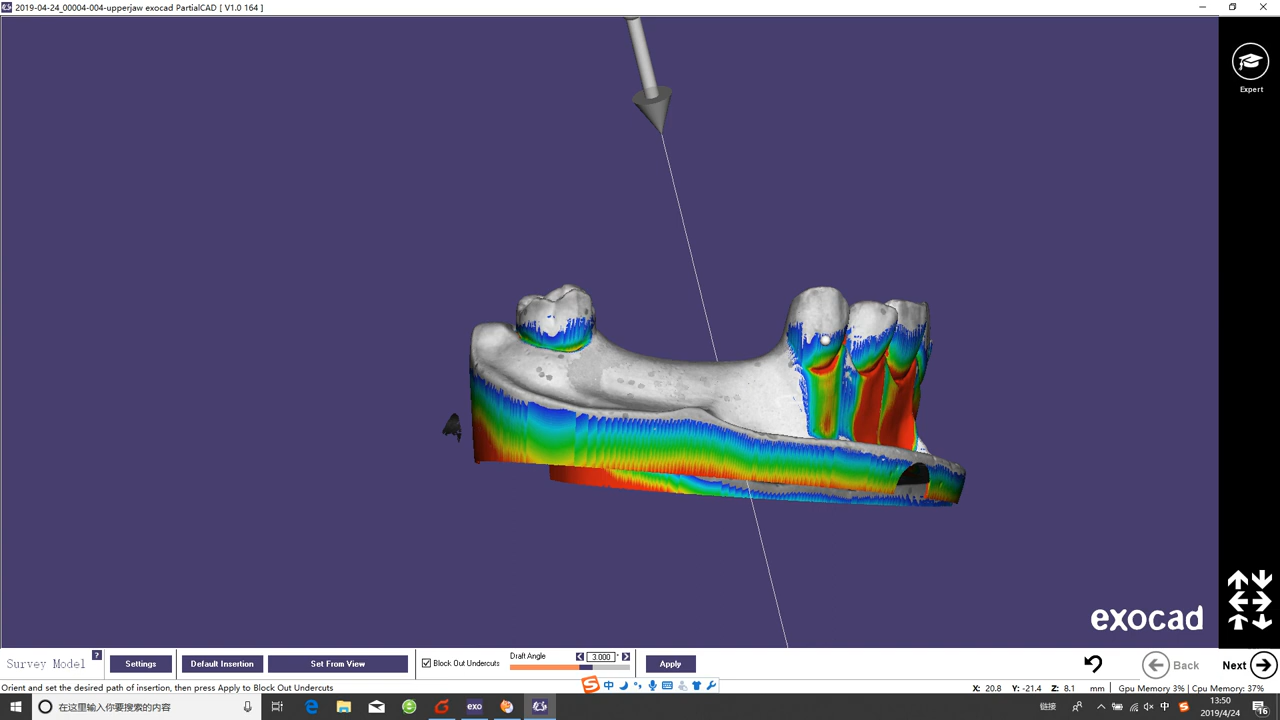 2019-04-24_00004-004-upperjaw exocad PartialCAD [ V1.0 164 ]
Expert
exocad
Survey Model
?
Settings
Default Insertion
Set From View
Block Out Undercuts
Draft Angle
3.000 °
Apply
Back
Next
Orient and set the desired path of insertion, then press Apply to Block Out Undercuts
中
X: 20.8 Y: -21.4 Z: 8.1 mm
Gpu Memory 3% | Cpu Memory: 37%
在这里输入你要搜索的内容
exo
链接
中
13:50
2019/4/24
16